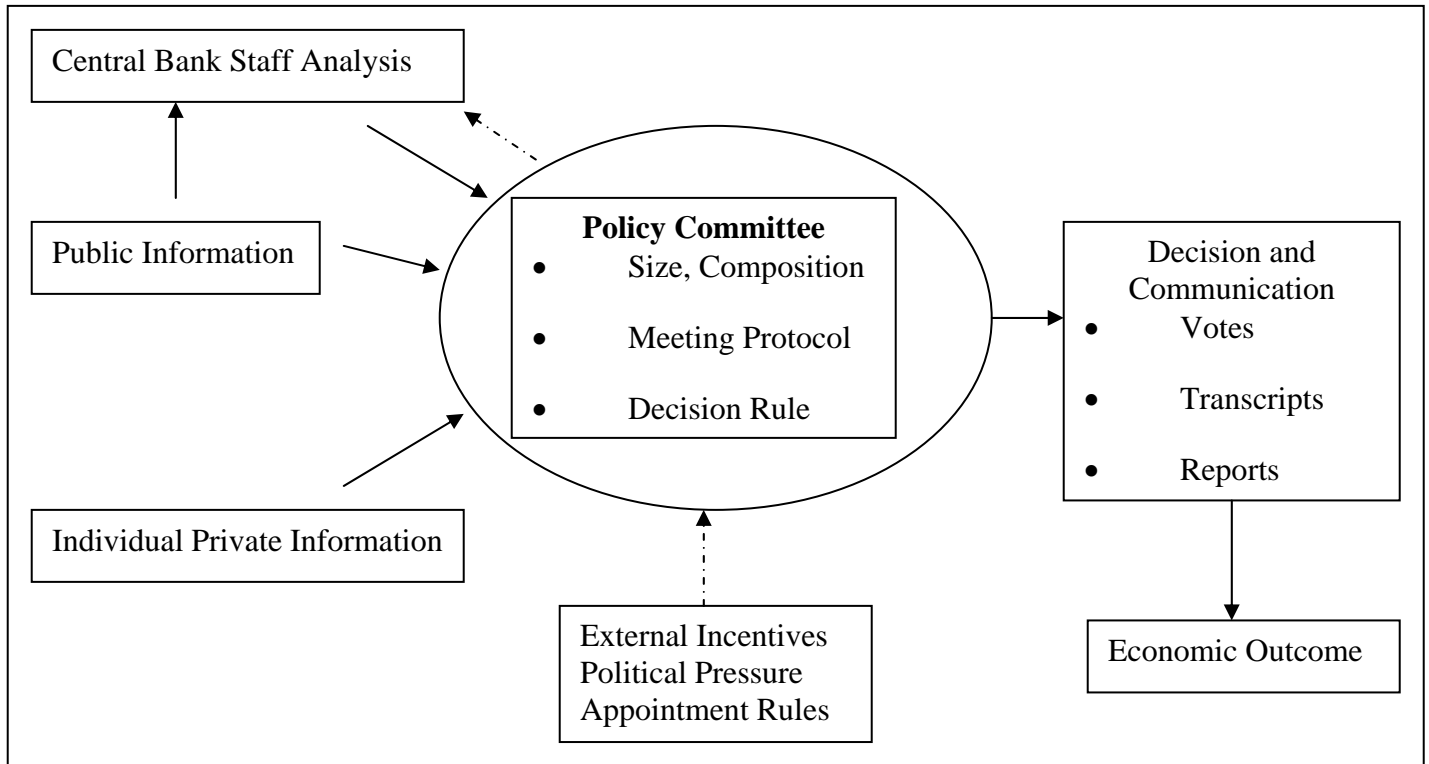 Central Bank Staff Analysis
Public Information
Individual Private Information
Policy Committee
• Size, Composition
• Meeting Protocol
• Decision Rule
External Incentives
Political Pressure
Appointment Rules
Decision and
Communication
• Votes
• Transcripts
• Reports
Economic Outcome